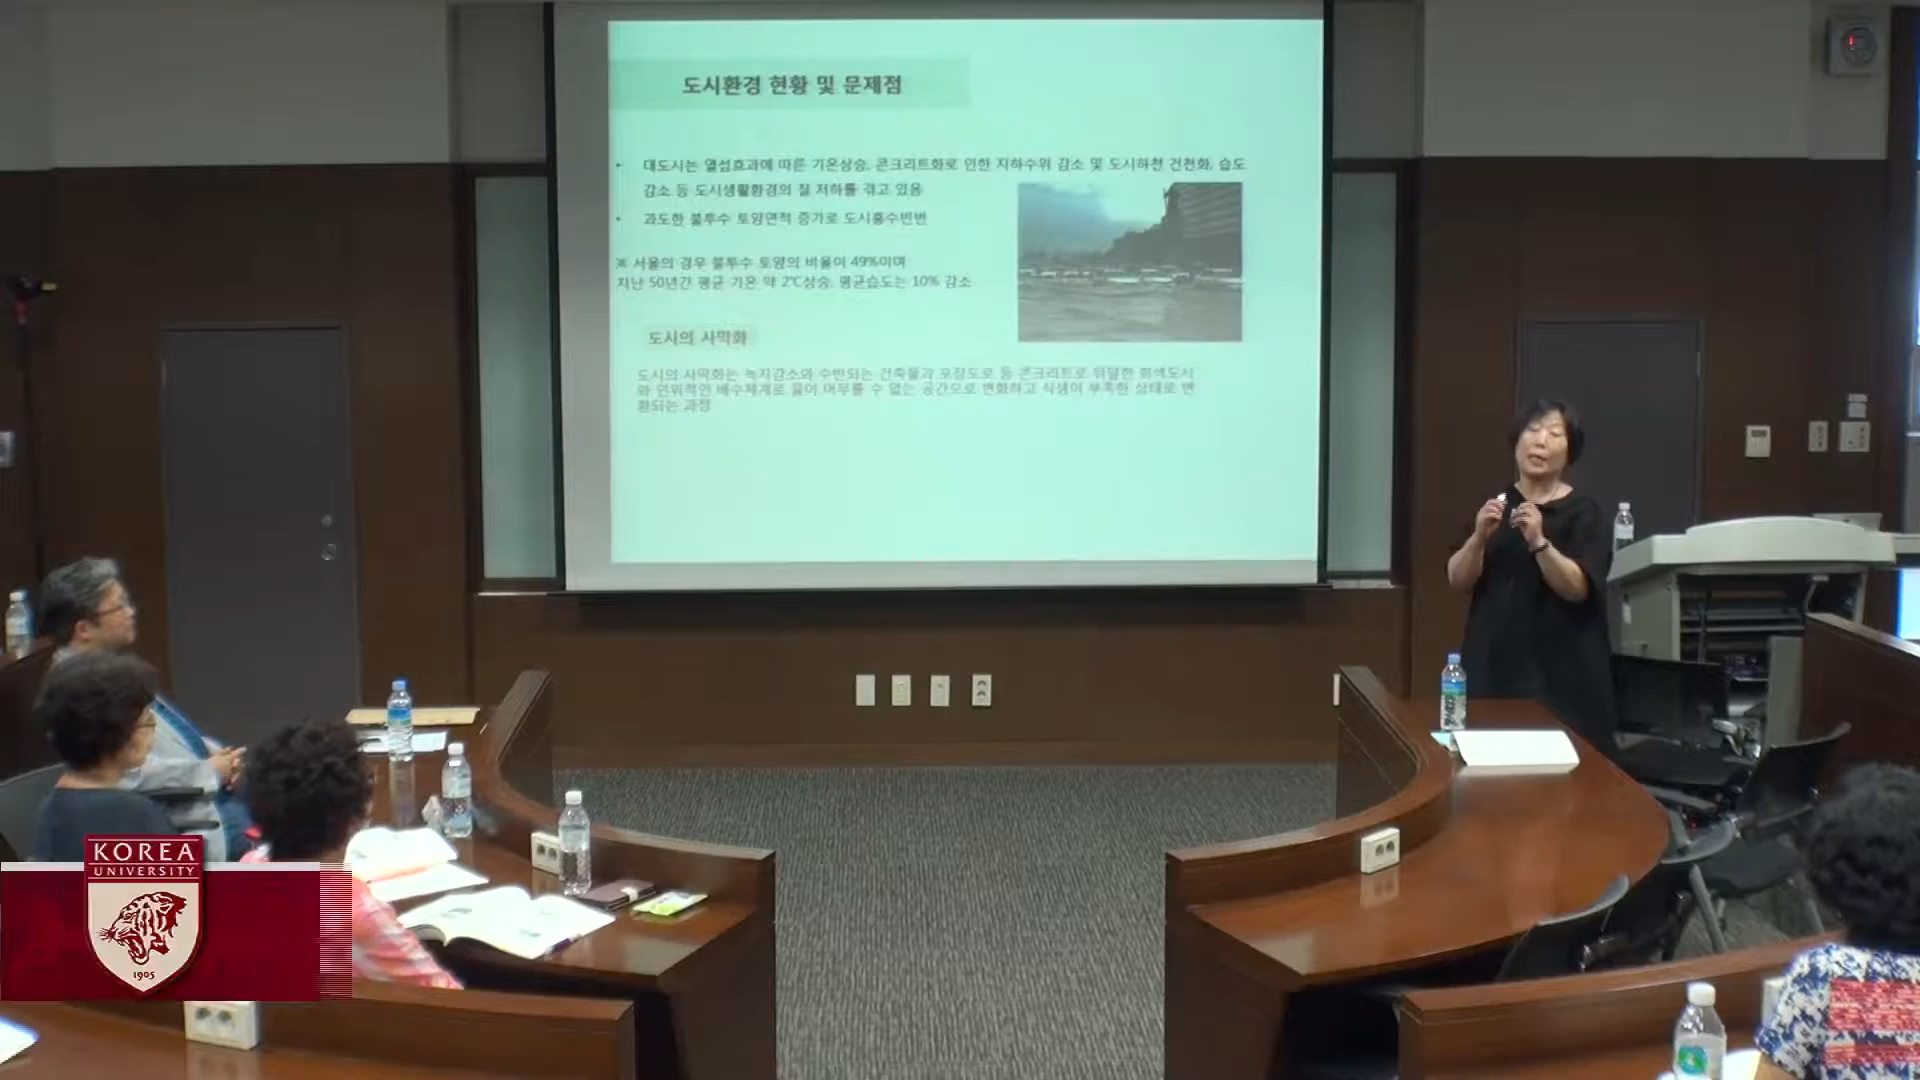 도시환경 현황 및 문제점
• 대도시는 열섬효과에 따른 기온상승, 콘크리트화로 인한 지하수위 감소 및 도시하천 건천화, 습도
감소 등 도시생활환경의 질 저하를 겪고 있음
• 과도한 불투수 토양면적 증가로 도시홍수빈번
※ 서울의 경우 불투수 토양의 비율이 49%이며
지난 50년간 평균 기온 약 2℃상승, 평균습도는 10% 감소
도시의 사막화
도시의 사막화는 녹지감소와 수반되는 건축물과 포장도로 등 콘크리트로 뒤덮한 회색도시
와 인위적인 배수체계로 물이 머무를 수 없는 공간으로 변화하고 식생이 부족한 상태로 변
환되는 과정
KOREA
UNIVERSITY
1905